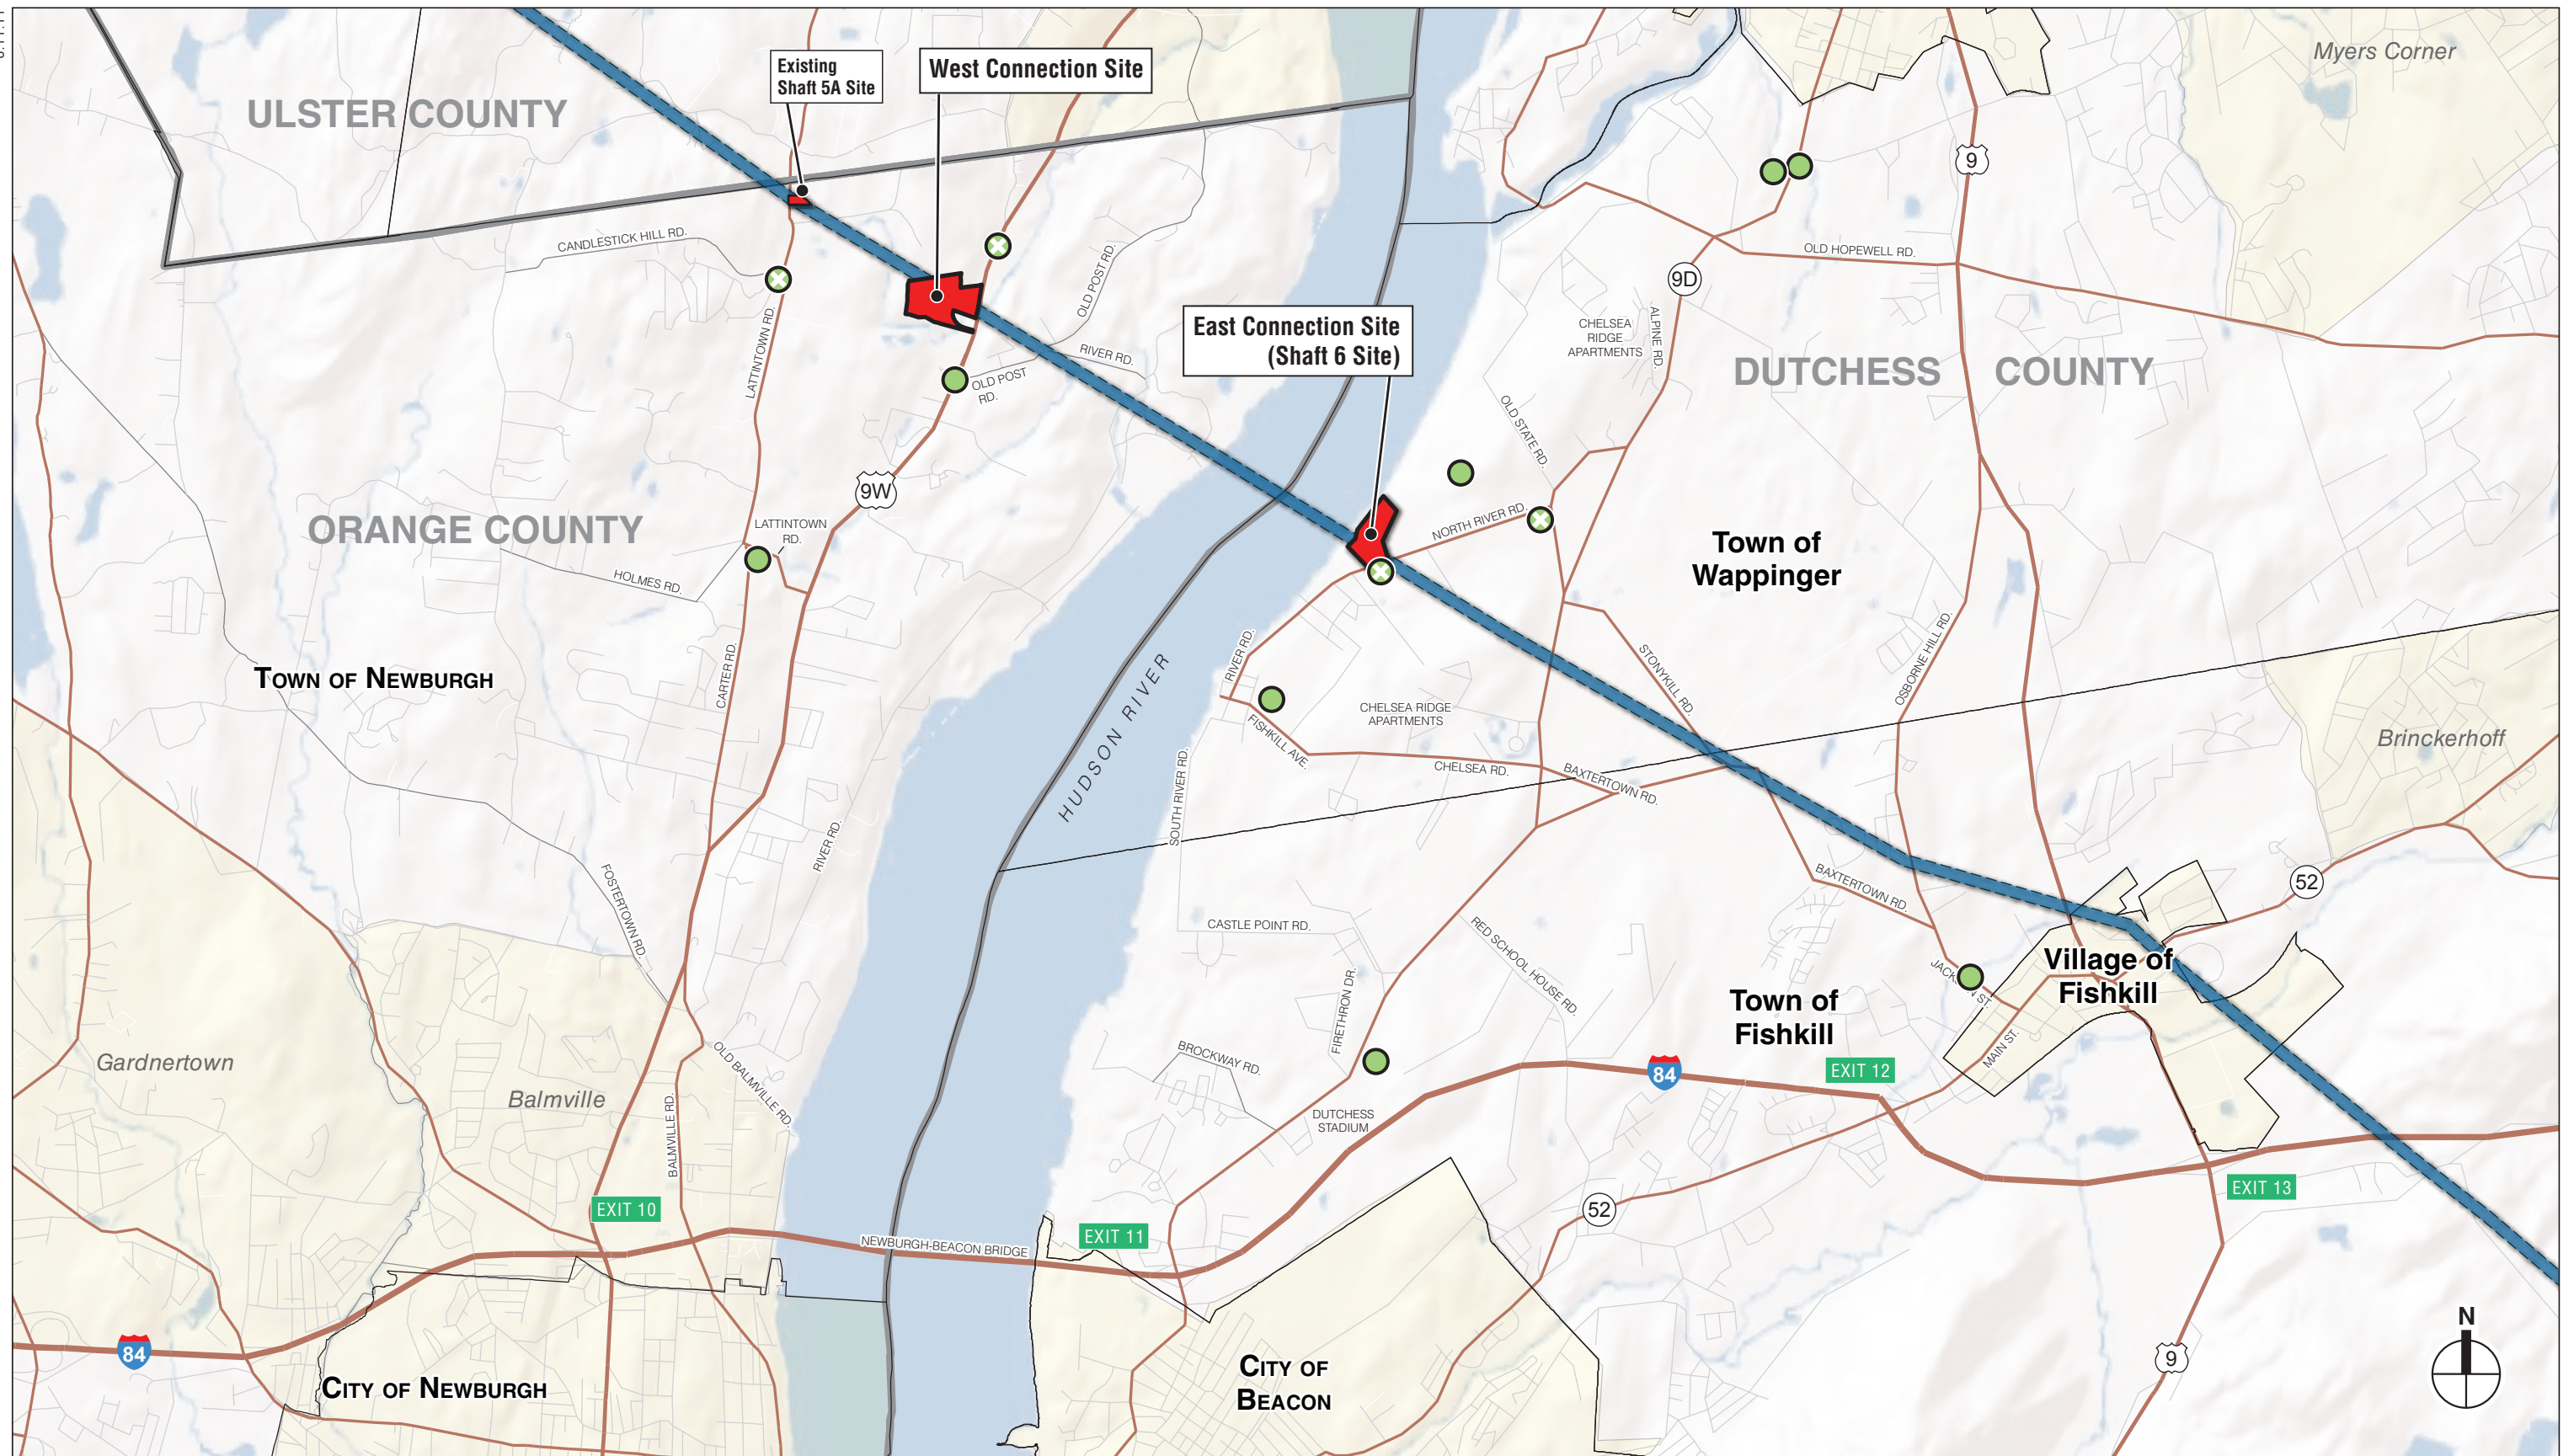 Myers Corner
Existing
Shaft 5A Site
West Connection Site
ULSTER COUNTY
9
CANDLESTICK HILL RD.
OLD POST RD.
OLD HOPEWELL RD.
9D
East Connection Site
(Shaft 6 Site)
LATTINTOWN RD.
RIVER RD.
OLD POST
RD.
CHELSEA
RIDGE
APARTMENTS
ALPINE RD.
DUTCHESS COUNTY
OLD STATE RD.
9W
ORANGE COUNTY
LATTINTOWN
RD.
NORTH RIVER RD.
Town of
Wappinger
HOLMES RD.
TOWN OF NEWBURGH
CARTER RD.
RIVER RD.
STONYKILL RD.
OSBORNE HILL RD.
HUDSON RIVER
FISHKILL AVE.
CHELSEA RIDGE
APARTMENTS
Brinckerhoff
SOUTH RIVER RD.
CHELSEA RD.
BAXTERTOWN RD.
RIVER RD.
FOSTERTOWN RD.
BAXTERTOWN RD.
52
CASTLE POINT RD.
RED SCHOOL HOUSE RD.
Village of
Fishkill
JACKSON ST.
FIRETHRON DR.
Town of
Fishkill
MAIN ST.
Gardnertown
Balmville
OLD BALMVILLE RD.
BROCKWAY RD.
84
EXIT 12
DUTCHESS
STADIUM
BALMVILLE RD.
EXIT 10
EXIT 13
52
EXIT 11
NEWBURGH-BEACON BRIDGE
N
84
9
CITY OF NEWBURGH
CITY OF
BEACON